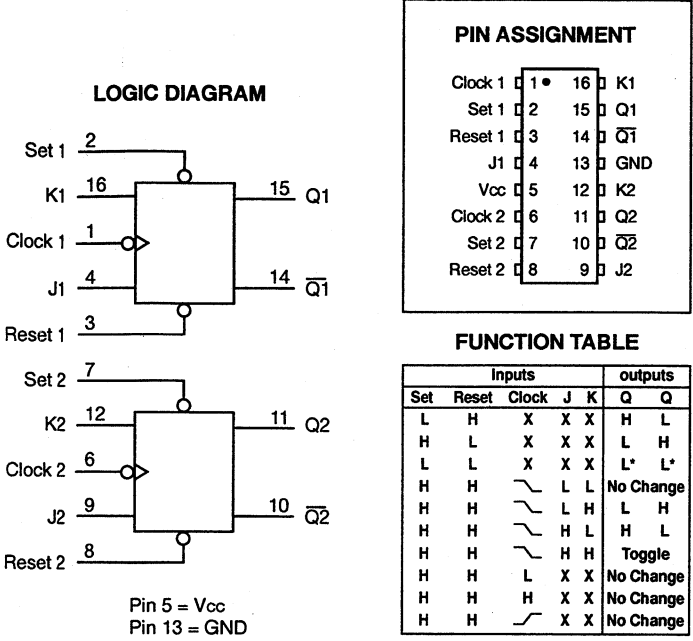 LOGIC DIAGRAM
Set 1 2
K1 16
15 Q1
Clock 1 1
J1 4
14 Q1
Reset 1 3
Set 2 7
K2 12
11 Q2
Clock 2 6
J2 9
10 Q2
Reset 2 8
Pin 5 = Vcc
Pin 13 = GND
PIN ASSIGNMENT
Clock 1 1 16 K1
Set 1 2 15 Q1
Reset 1 3 14 Q1
J1 4 13 GND
Vcc 5 12 K2
Clock 2 6 11 Q2
Set 2 7 10 Q2
Reset 2 8 9 J2
FUNCTION TABLE
Inputs outputs
Set Reset Clock J K Q Q
L H X X X H L
H L X X X L H
L L X X X L* L*
H H L L No Change
H H L H L H
H H H L H L
H H H H Toggle
H H L X X No Change
H H H X X No Change
H H X X No Change